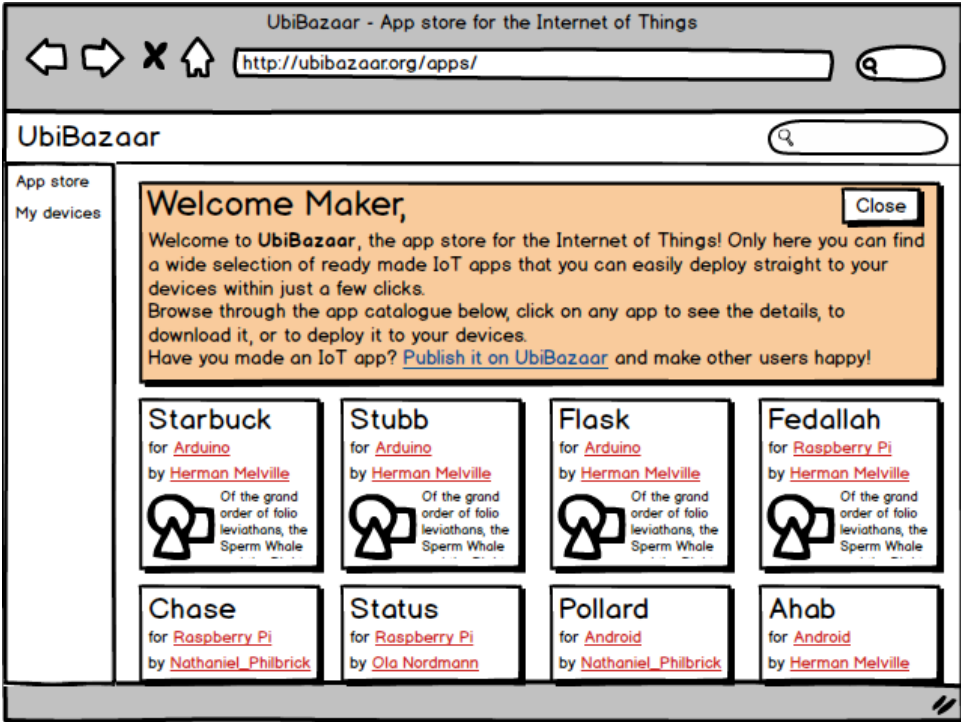 UbiBazaar - App store for the Internet of Things
http://ubibazaar.org/apps/
UbiBazaar
App store
My devices
Welcome Maker,
Close
Welcome to UbiBazaar, the app store for the Internet of Things! Only here you can find
a wide selection of ready made IoT apps that you can easily deploy straight to your
devices within just a few clicks.
Browse through the app catalogue below, click on any app to see the details, to
download it, or to deploy it to your devices.
Have you made an IoT app? Publish it on UbiBazaar and make other users happy!
Starbuck
for Arduino
by Herman Melville
Of the grand
order of folio
leviathans, the
Sperm Whale
Stubb
for Arduino
by Herman Melville
Of the grand
order of folio
leviathans, the
Sperm Whale
Flask
for Arduino
by Herman Melville
Of the grand
order of folio
leviathans, the
Sperm Whale
Fedallah
for Raspberry Pi
by Herman Melville
Of the grand
order of folio
leviathans, the
Sperm Whale
Chase
for Raspberry Pi
by Nathaniel_Philbrick
Status
for Raspberry Pi
by Ola Nordmann
Pollard
for Android
by Nathaniel_Philbrick
Ahab
for Android
by Herman Melville